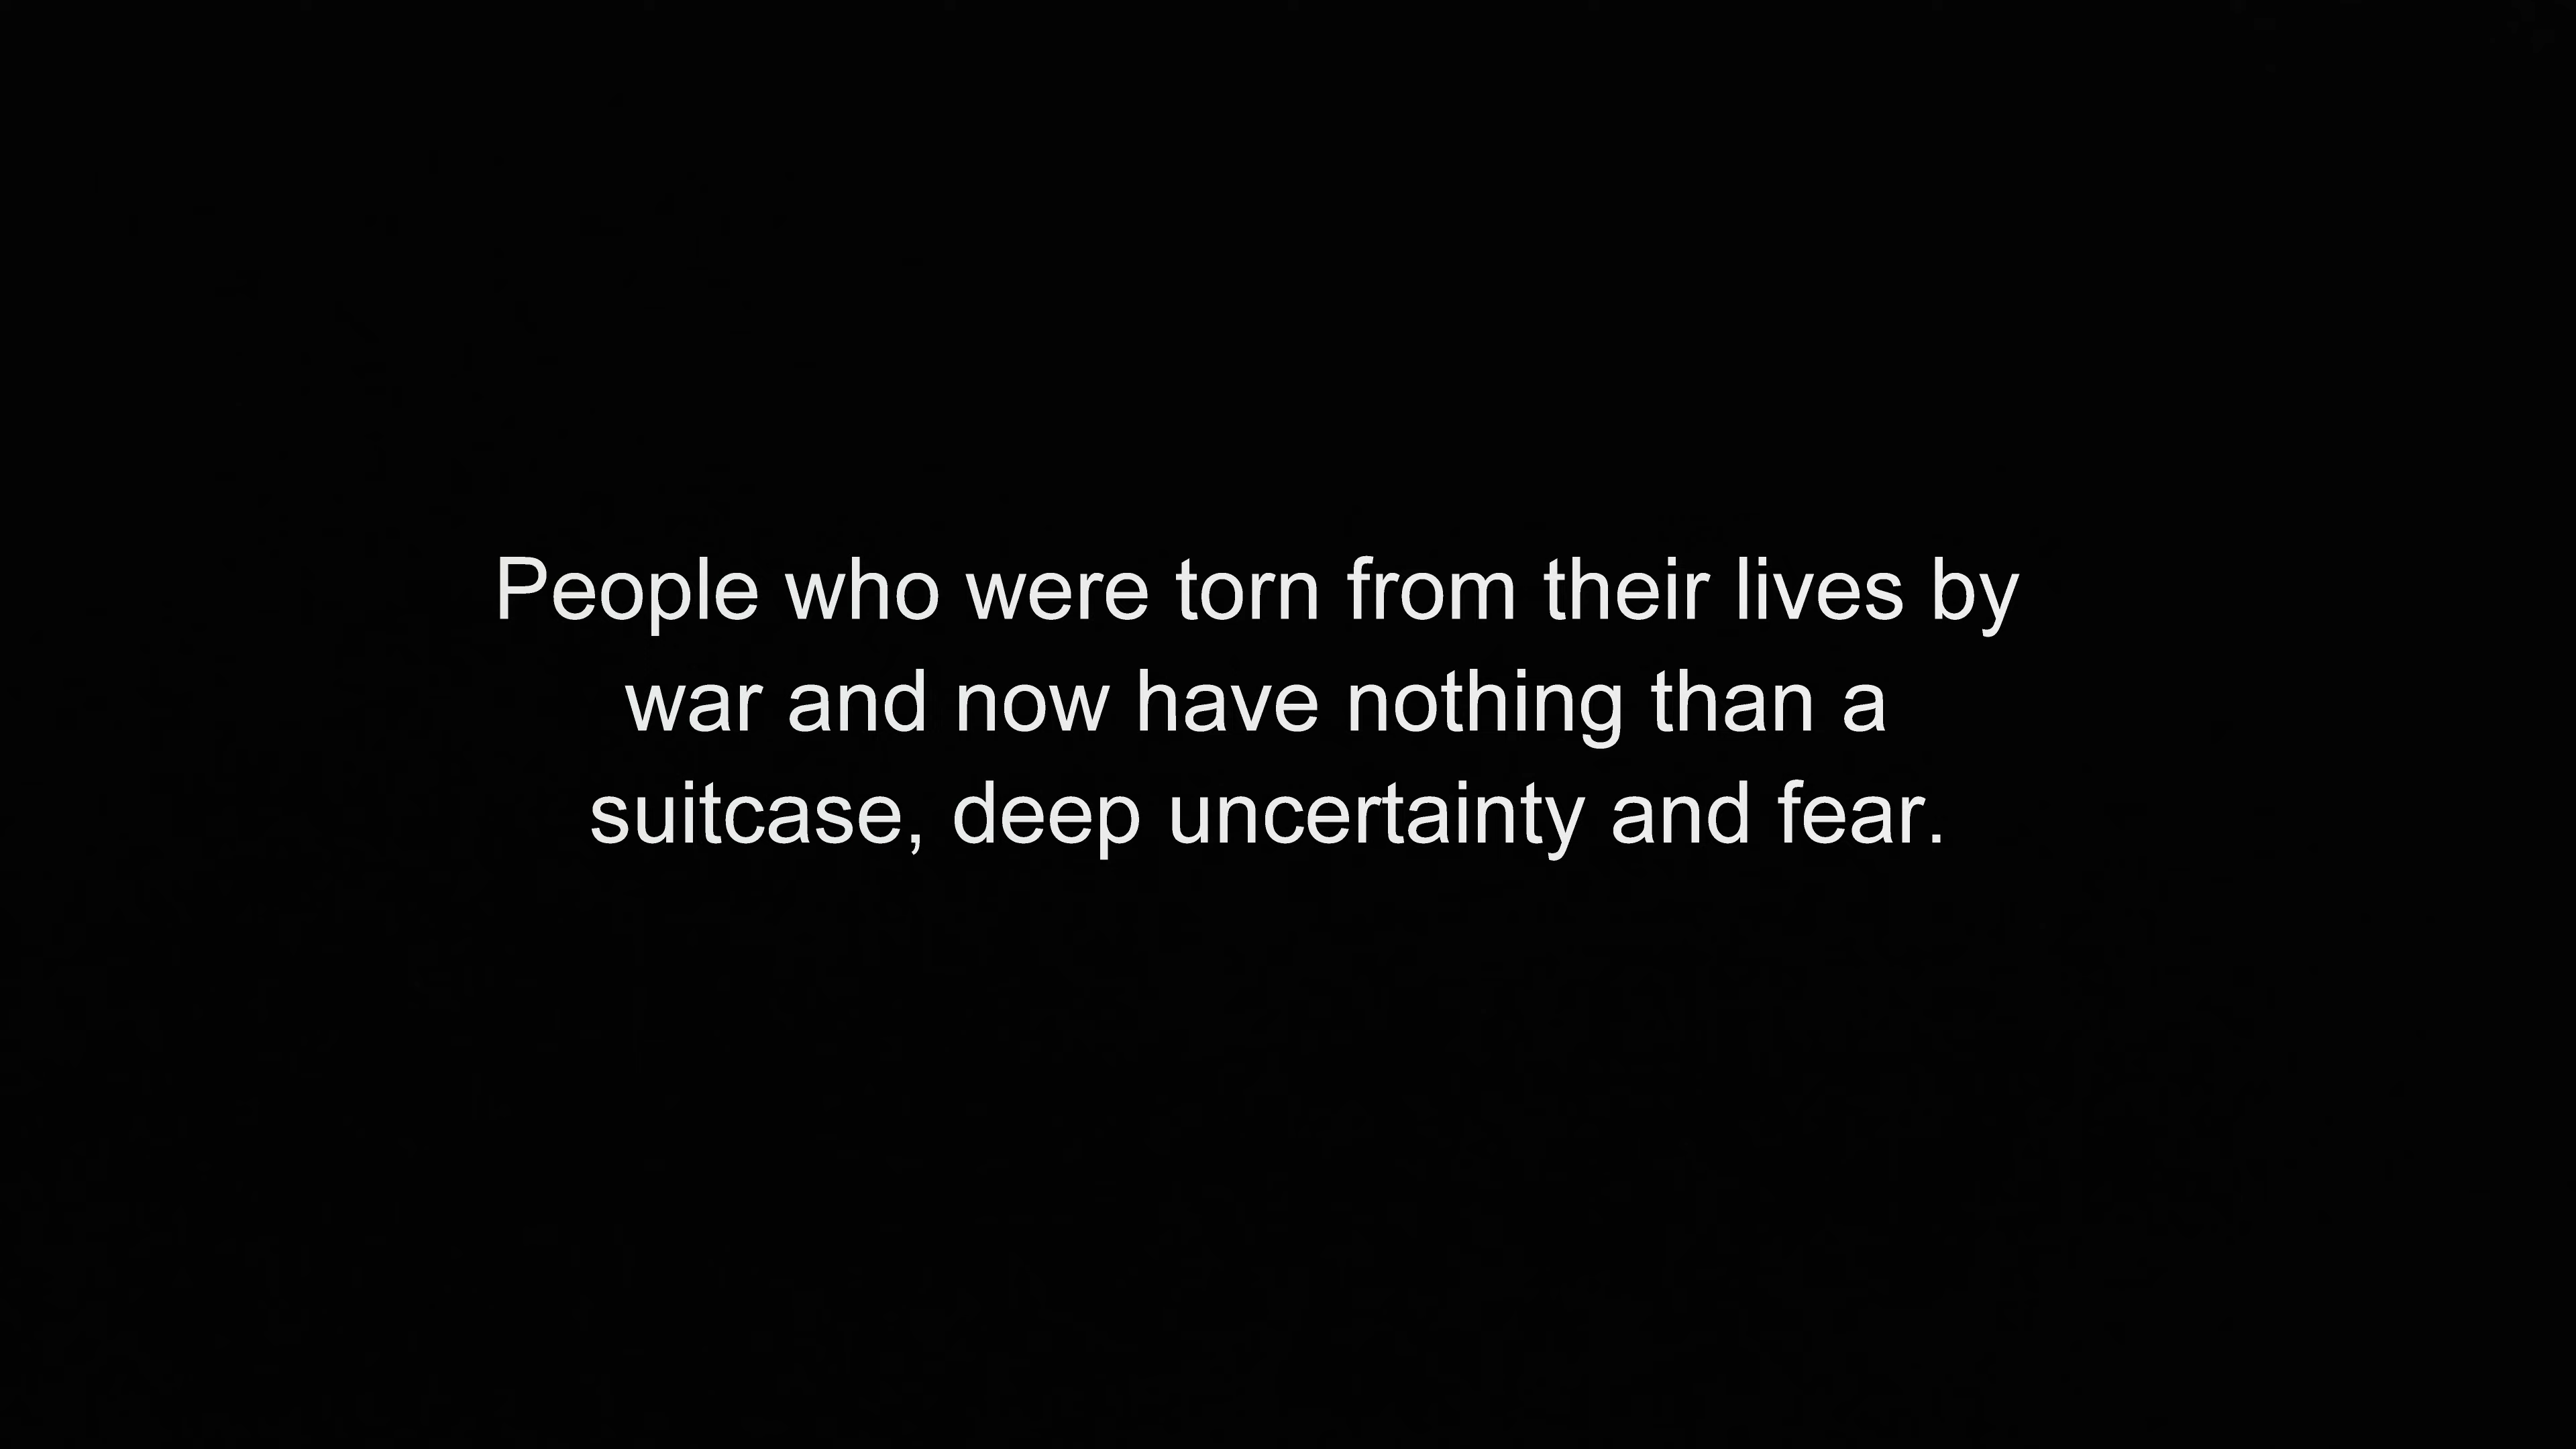 People who were torn from their lives by
war and now have nothing than a
suitcase, deep uncertainty and fear.